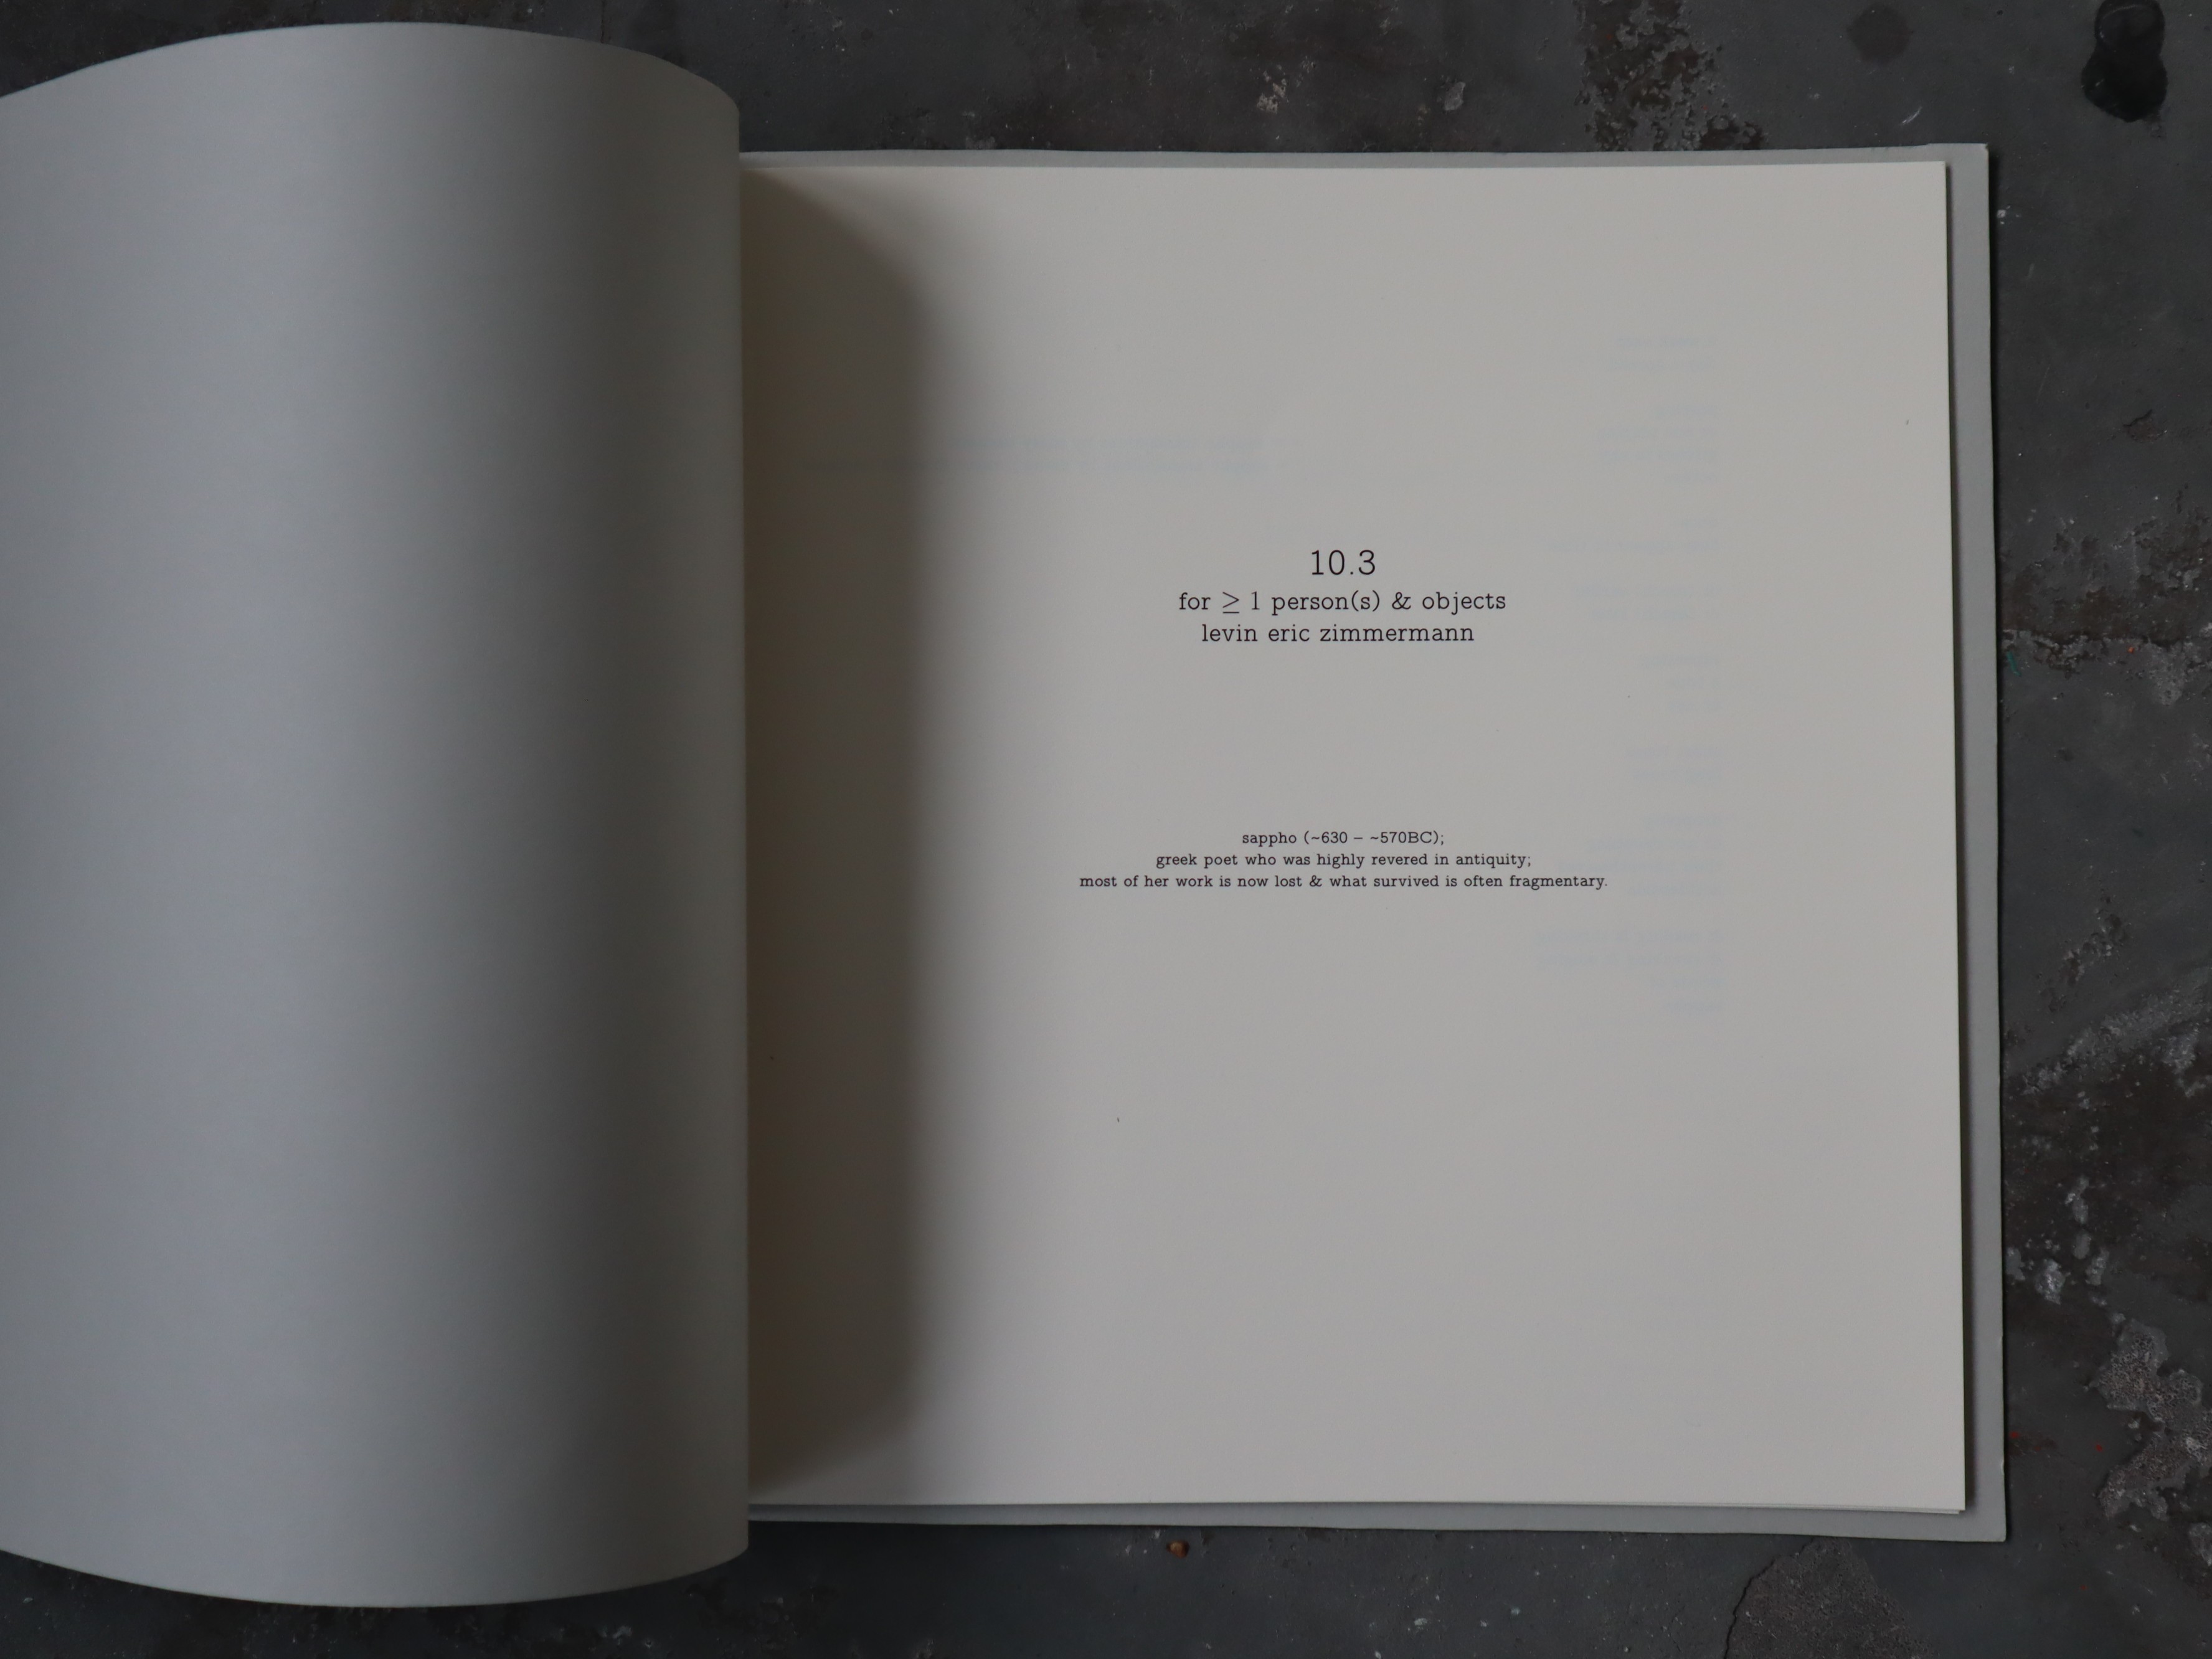 10.3
for ≥ 1 person(s) & objects
levin eric zimmermann
sappho (~630 – ~570BC);
greek poet who was highly revered in antiquity;
most of her work is now lost & what survived is often fragmentary.